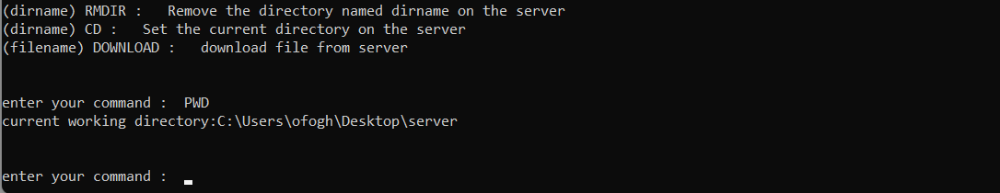 (dirname) RMDIR :   Remove the directory named dirname on the server
(dirname) CD :   Set the current directory on the server
(filename) DOWNLOAD :   download file from server
enter your command :  PWD
current working directory:C:\Users\ofogh\Desktop\server
enter your command :